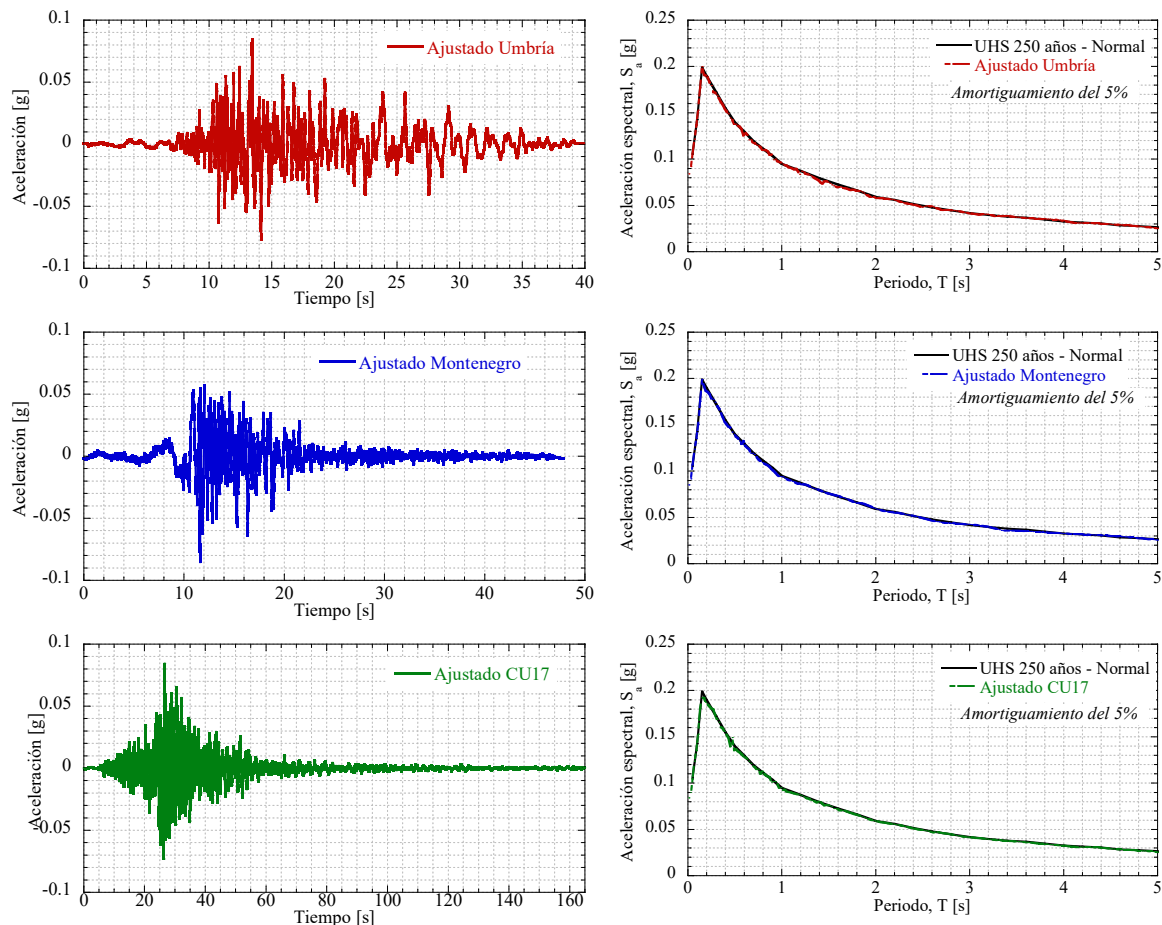 0.1
0.05
0
-0.05
-0.1
Aceleración [g]
Ajustado Umbría
0 5 10 15 20 25 30 35 40
Tiempo [s]
0.25
0.2
0.15
0.1
0.05
0
Aceleración espectral, Sa [g]
UHS 250 años - Normal
Ajustado Umbría
Amortiguamiento del 5%
0 1 2 3 4 5
Periodo, T [s]
0.1
0.05
0
-0.05
-0.1
Aceleración [g]
Ajustado Montenegro
0 10 20 30 40 50
Tiempo [s]
0.25
0.2
0.15
0.1
0.05
0
Aceleración espectral, Sa [g]
UHS 250 años - Normal
Ajustado Montenegro
Amortiguamiento del 5%
0 1 2 3 4 5
Periodo, T [s]
0.1
0.05
0
-0.05
-0.1
Aceleración [g]
Ajustado CU17
0 20 40 60 80 100 120 140 160
Tiempo [s]
0.25
0.2
0.15
0.1
0.05
0
Aceleración espectral, Sa [g]
UHS 250 años - Normal
Ajustado CU17
Amortiguamiento del 5%
0 1 2 3 4 5
Periodo, T [s]